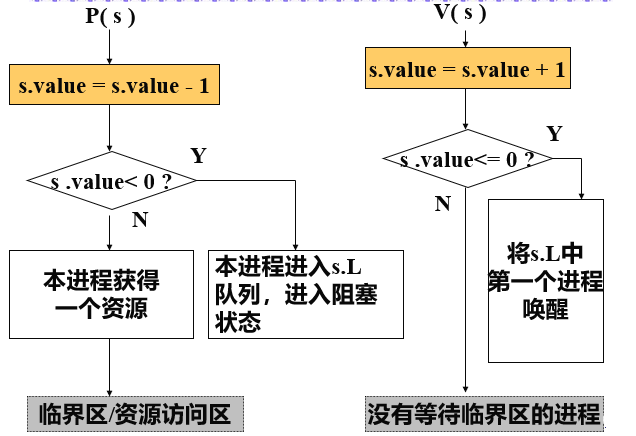 P( s )
s.value = s.value - 1
s .value< 0 ?
Y
N
本进程获得
一个资源
本进程进入s.L
队列，进入阻塞
状态
临界区/资源访问区
V( s )
s.value = s.value + 1
s .value<= 0 ?
Y
N
将s.L中
第一个进程
唤醒
没有等待临界区的进程